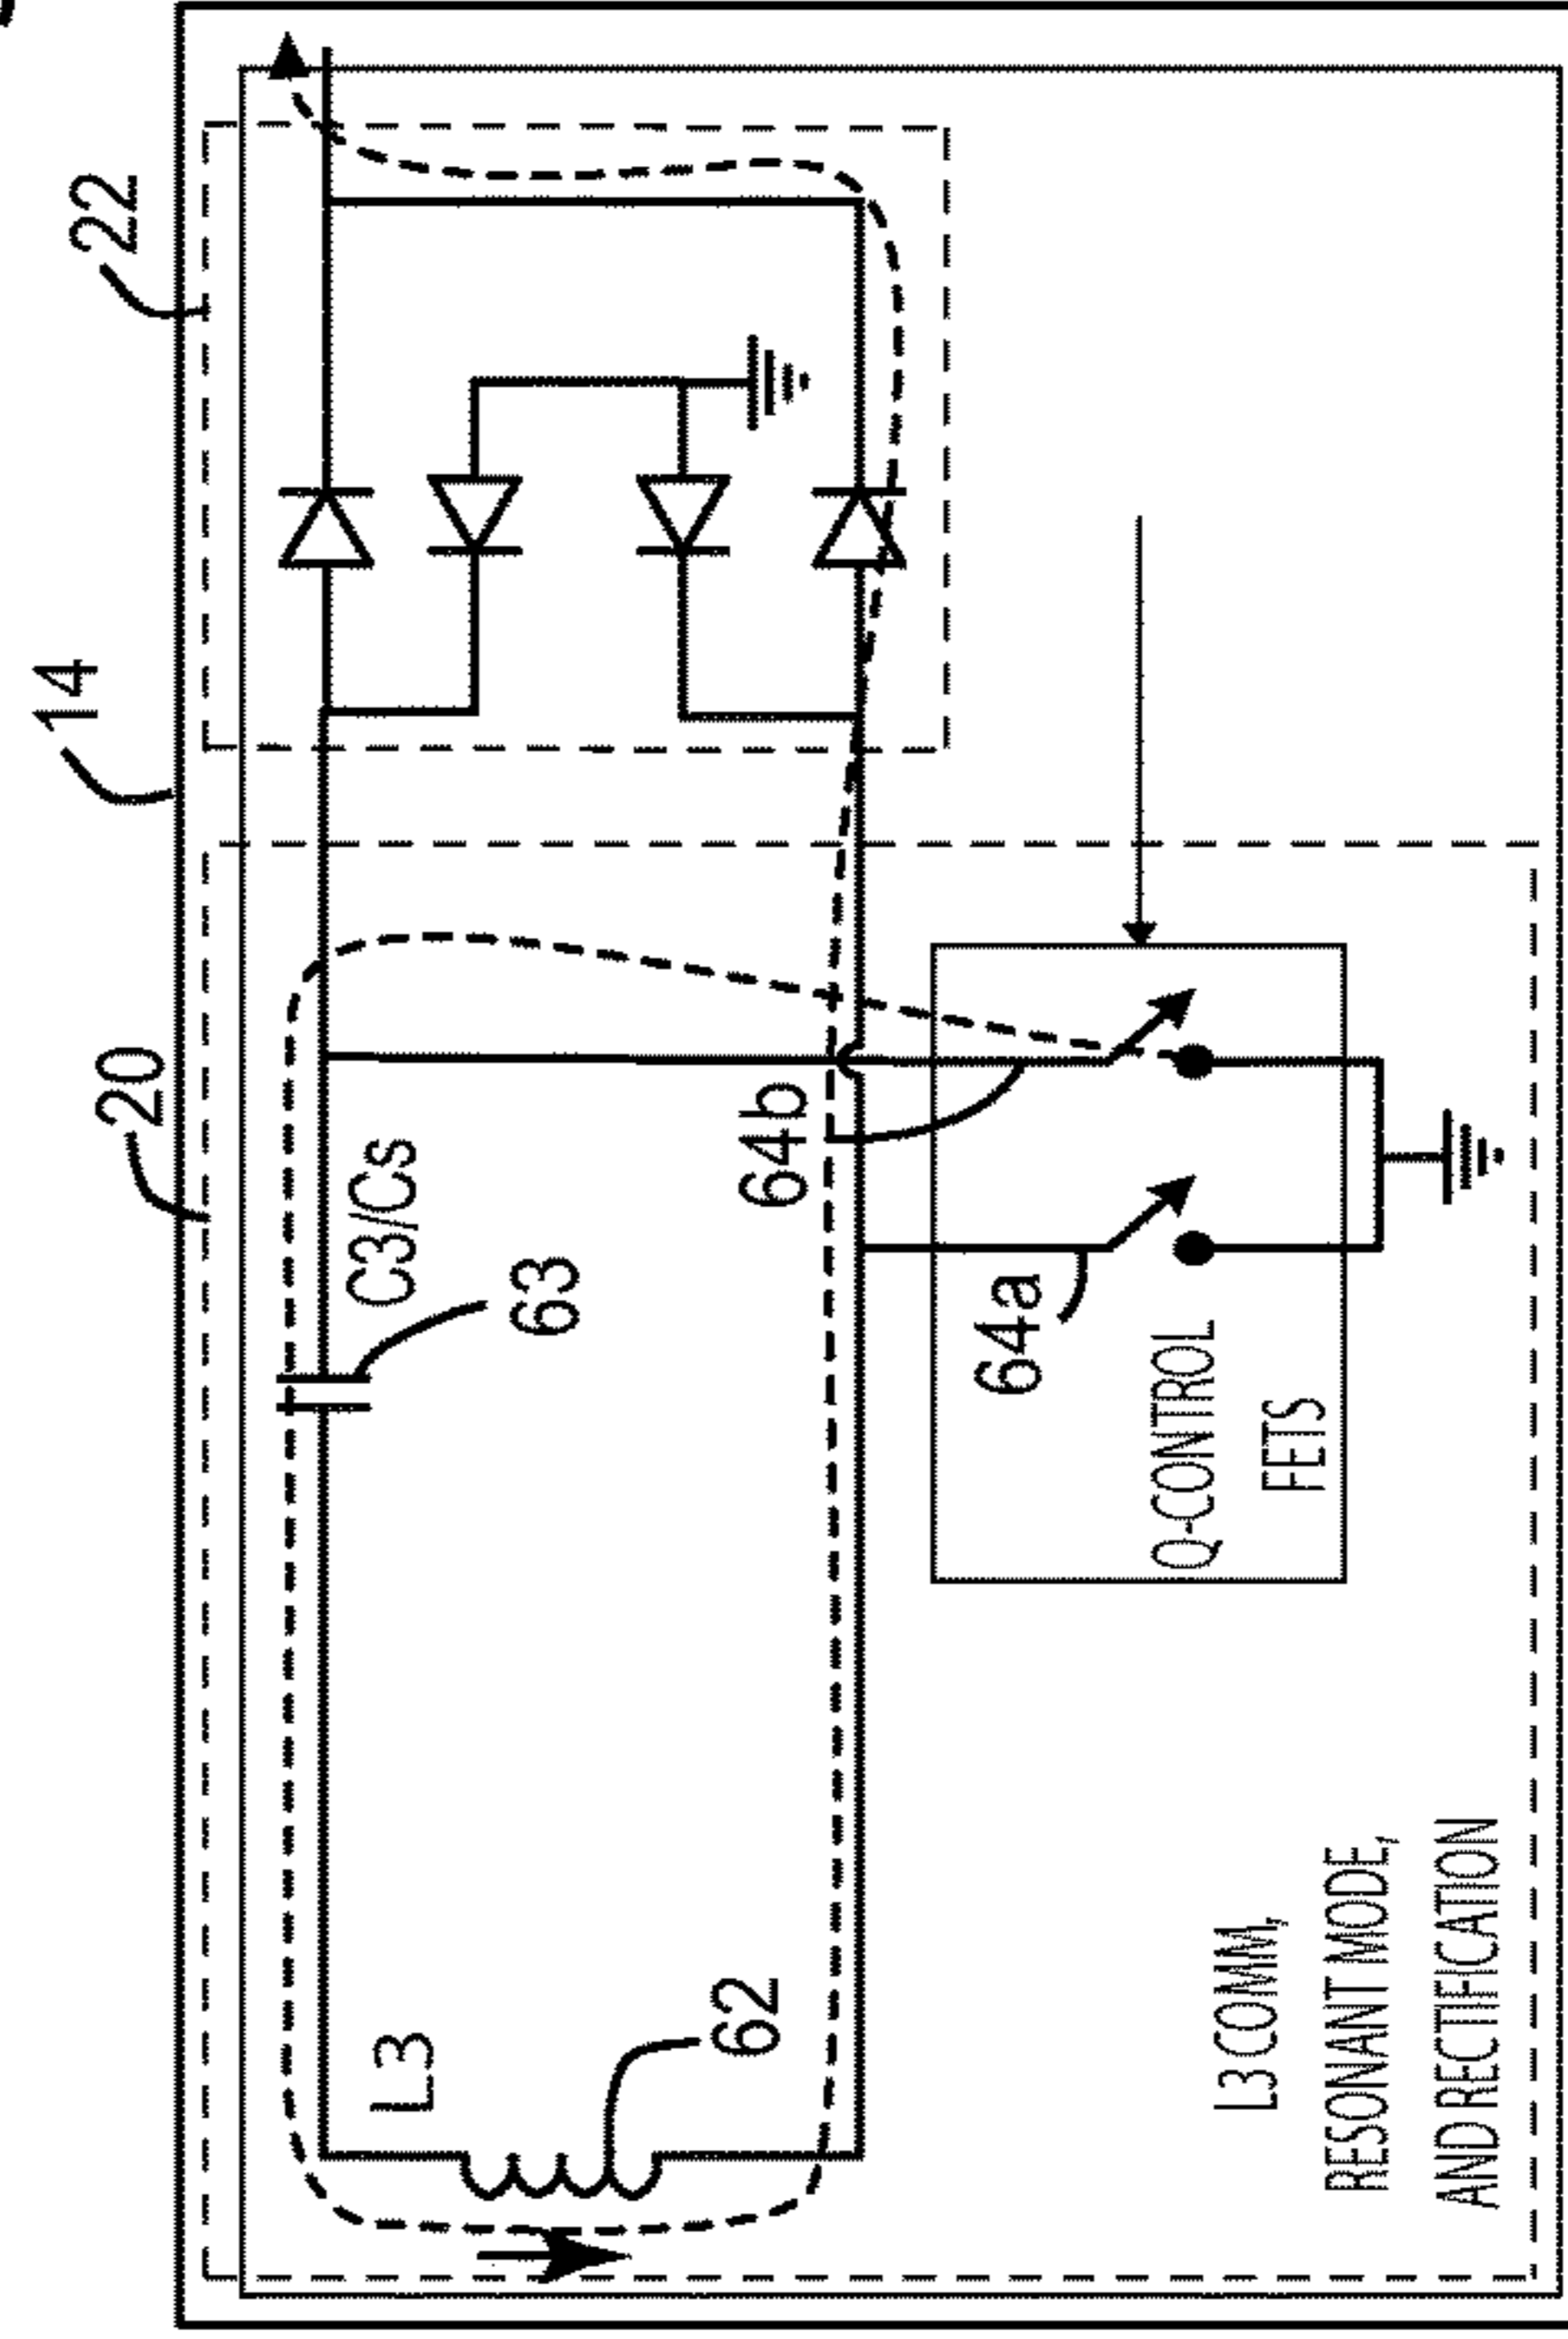 14
20
22
L3
62
C3/Cs
63
64b
64a
Q-CONTROL
FETS
L3 COMM,
RESONANT MODE,
AND RECTIFICATION